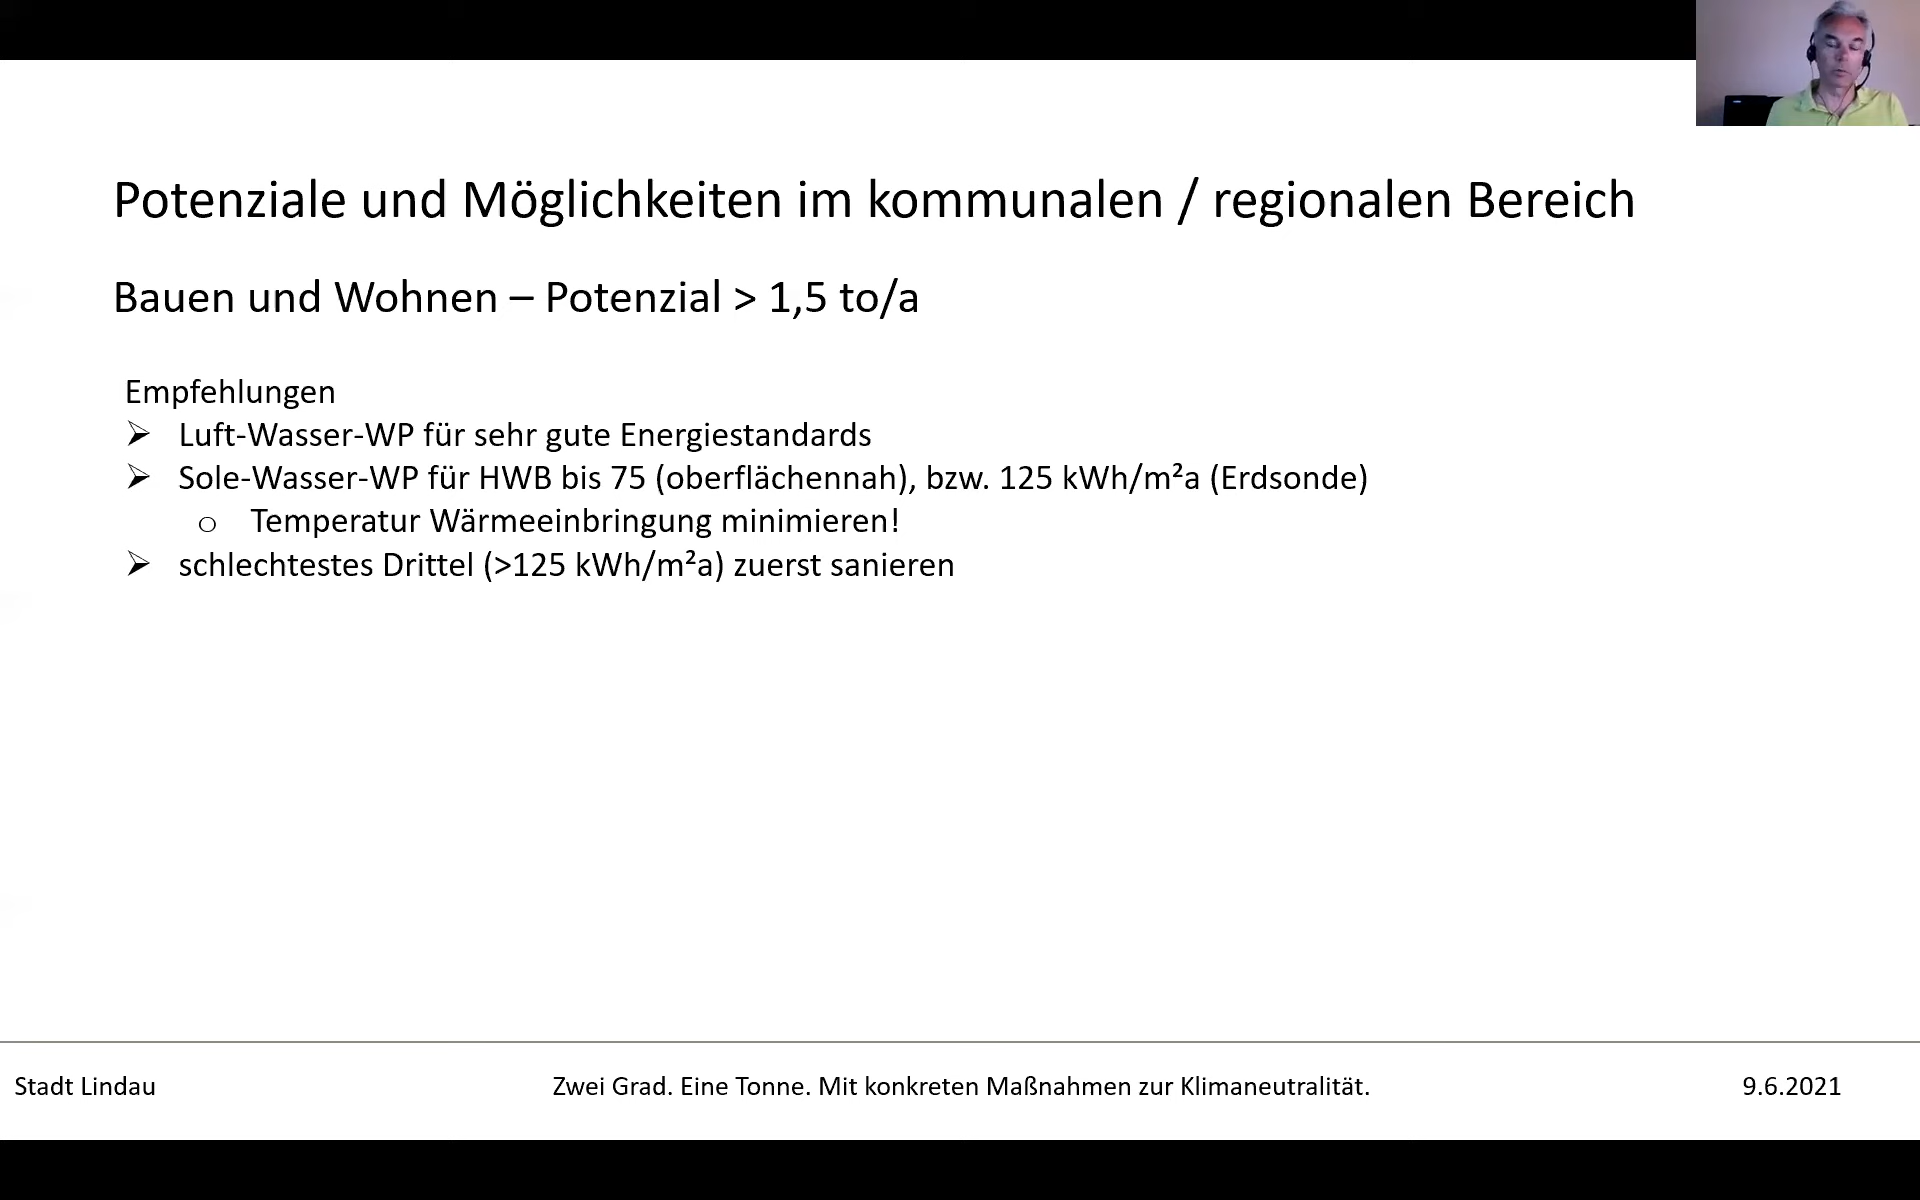 Potenziale und Möglichkeiten im kommunalen / regionalen Bereich
Bauen und Wohnen – Potenzial > 1,5 to/a
Empfehlungen
➢ Luft-Wasser-WP für sehr gute Energiestandards
➢ Sole-Wasser-WP für HWB bis 75 (oberflächennah), bzw. 125 kWh/m²a (Erdsonde)
o Temperatur Wärmeeinbringung minimieren!
➢ schlechtestes Drittel (>125 kWh/m²a) zuerst sanieren
Stadt Lindau
Zwei Grad. Eine Tonne. Mit konkreten Maßnahmen zur Klimaneutralität.
9.6.2021